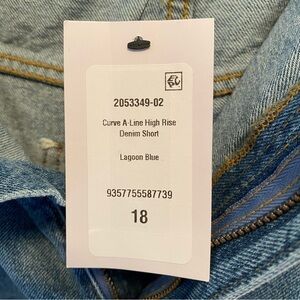 2053349-02
Curve A-Line High Rise
Denim Short
Lagoon Blue
9357755587739
18